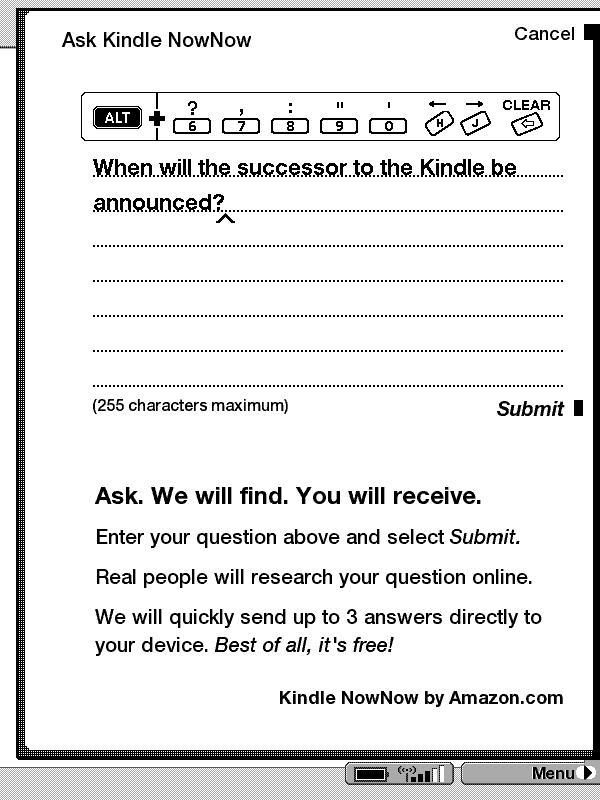 Ask Kindle NowNow
Cancel
? , : " ' ← → CLEAR
ALT + 6 7 8 9 0 H J
When will the successor to the Kindle be
announced?
(255 characters maximum)
Submit
Ask. We will find. You will receive.
Enter your question above and select Submit.
Real people will research your question online.
We will quickly send up to 3 answers directly to
your device. Best of all, it's free!
Kindle NowNow by Amazon.com
Menu